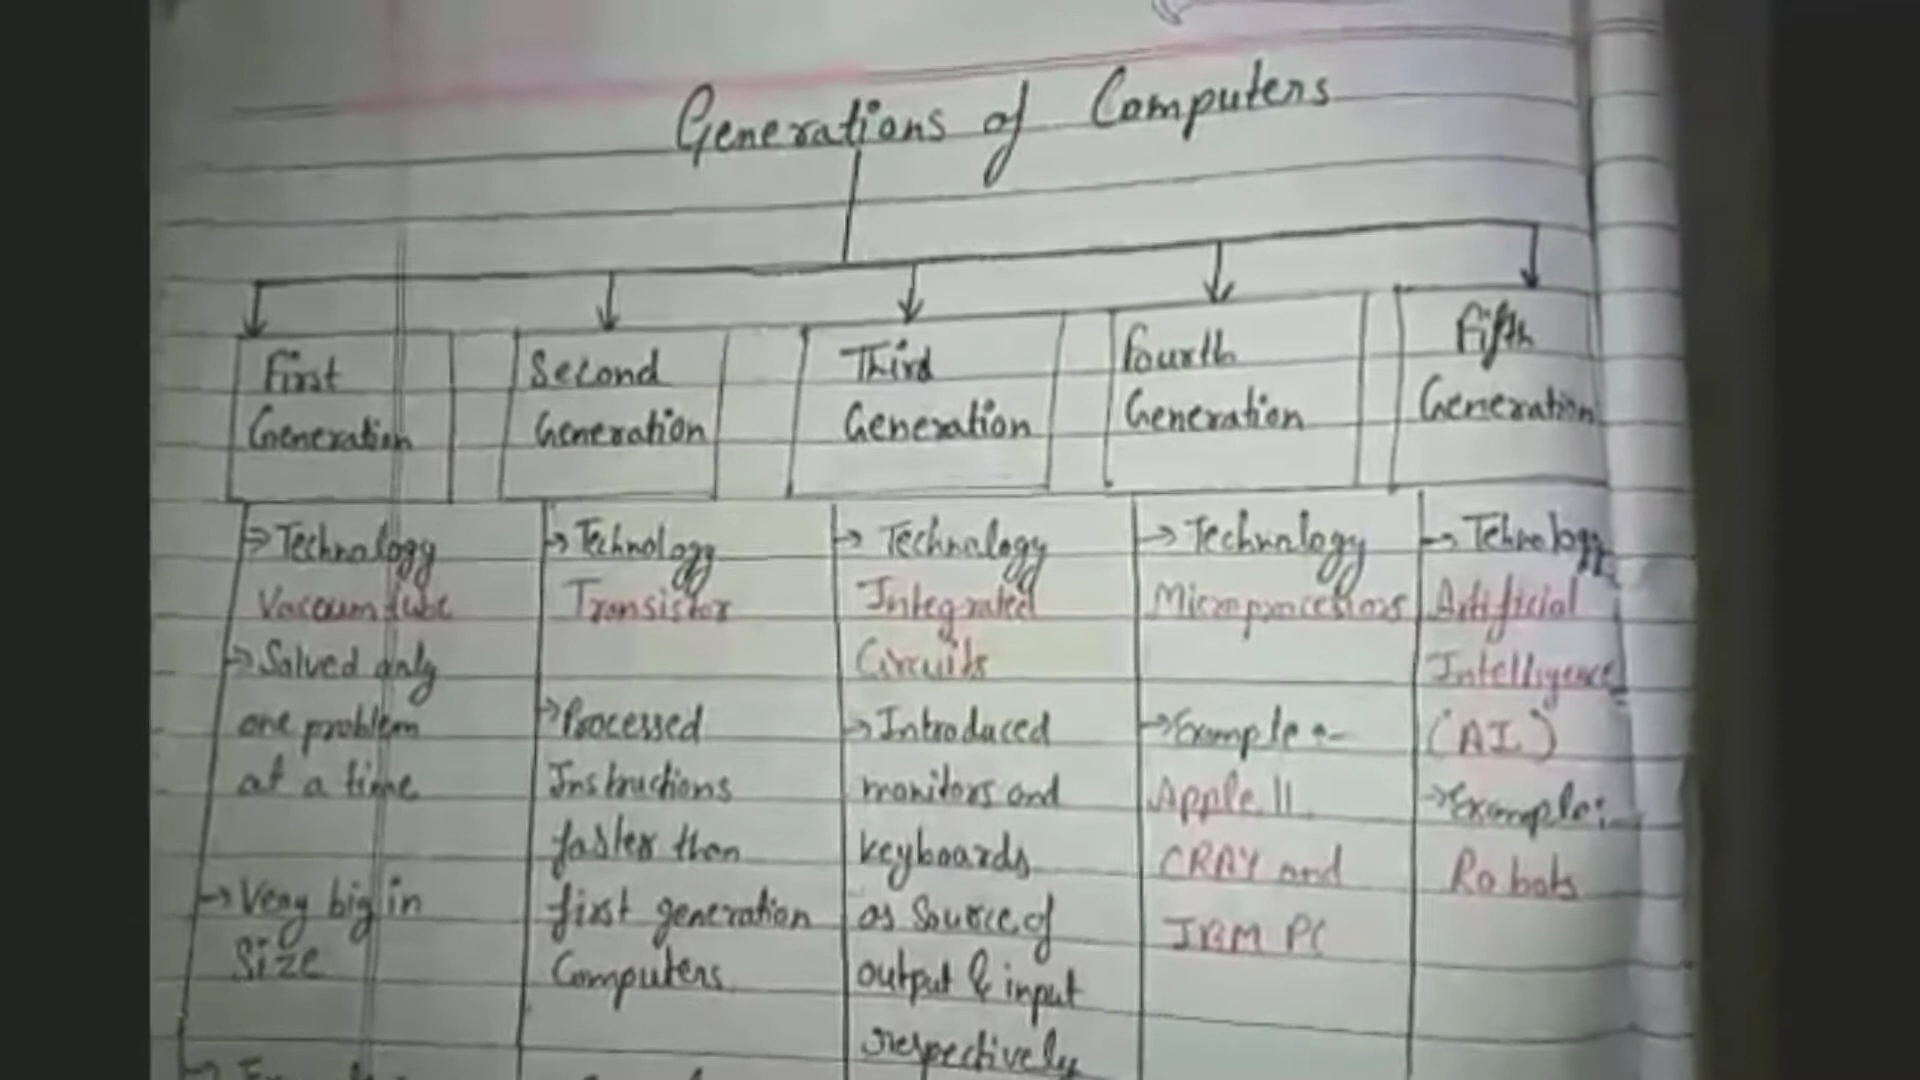 Generations of Computers
First
Generation
Second
Generation
Third
Generation
Fourth
Generation
Fifth
Generation
→ Technology
Vacoum tube
→ Solved only
one problem
at a time
→ Very big in
Size
→ Technology
Transistor
→ Processed
Instructions
faster than
first generation
Computers
→ Technology
Integrated
Circuits
→ Introduced
monitors and
keyboards
as Source of
output & input
respectively
→ Technology
Microprocessors
→ Example :-
Apple II
CRAY and
IBM PC
→ Tehnology
Artificial
Intelligence
(AI)
→ Example :-
Robots